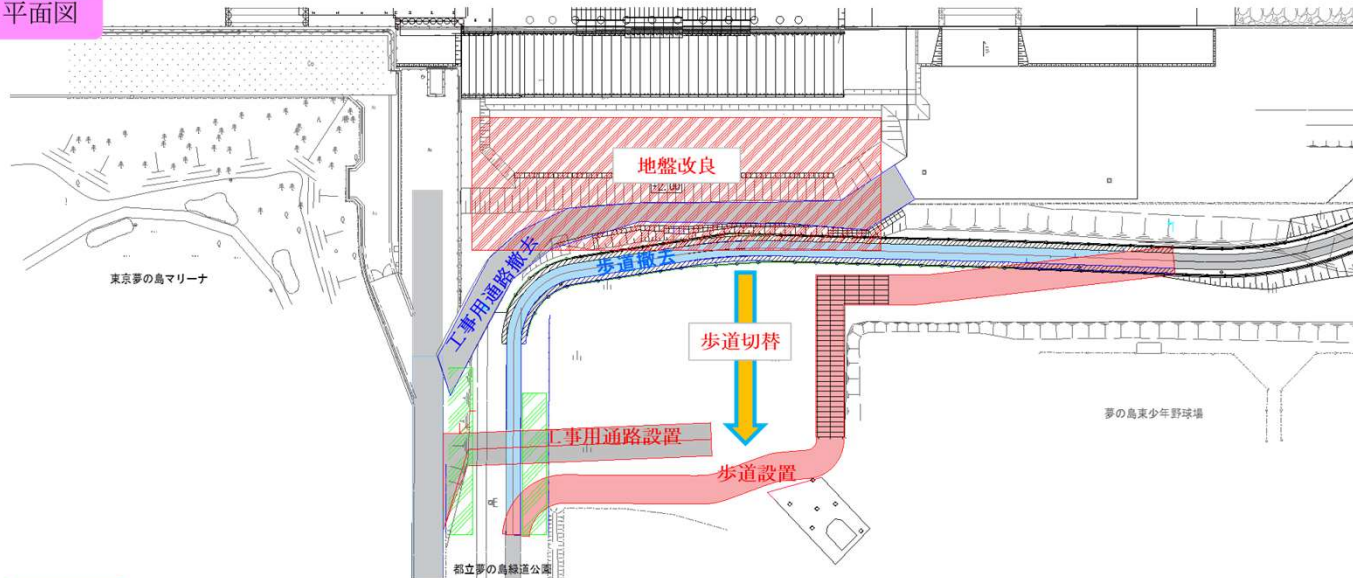 平面図
地盤改良
+2.00
工事用通路撤去
歩道撤去
東京夢の島マリーナ
歩道切替
夢の島東少年野球場
工事用通路設置
歩道設置
都立夢の島緑道公園